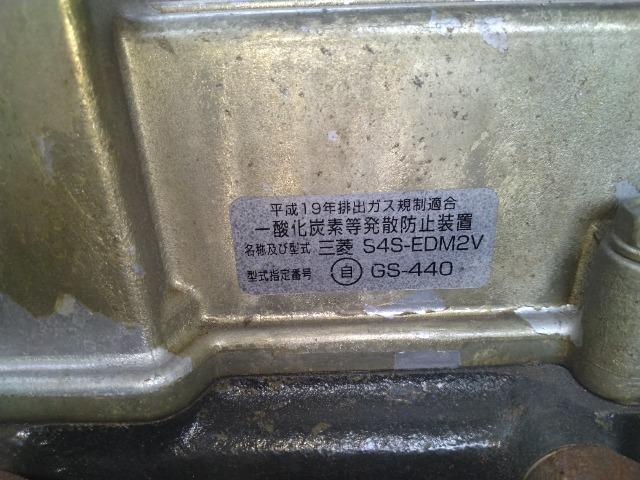 平成19年排出ガス規制適合
一酸化炭素等発散防止装置
名称及び型式 三菱 S4S-EDM2V
型式指定番号 自 GS-440